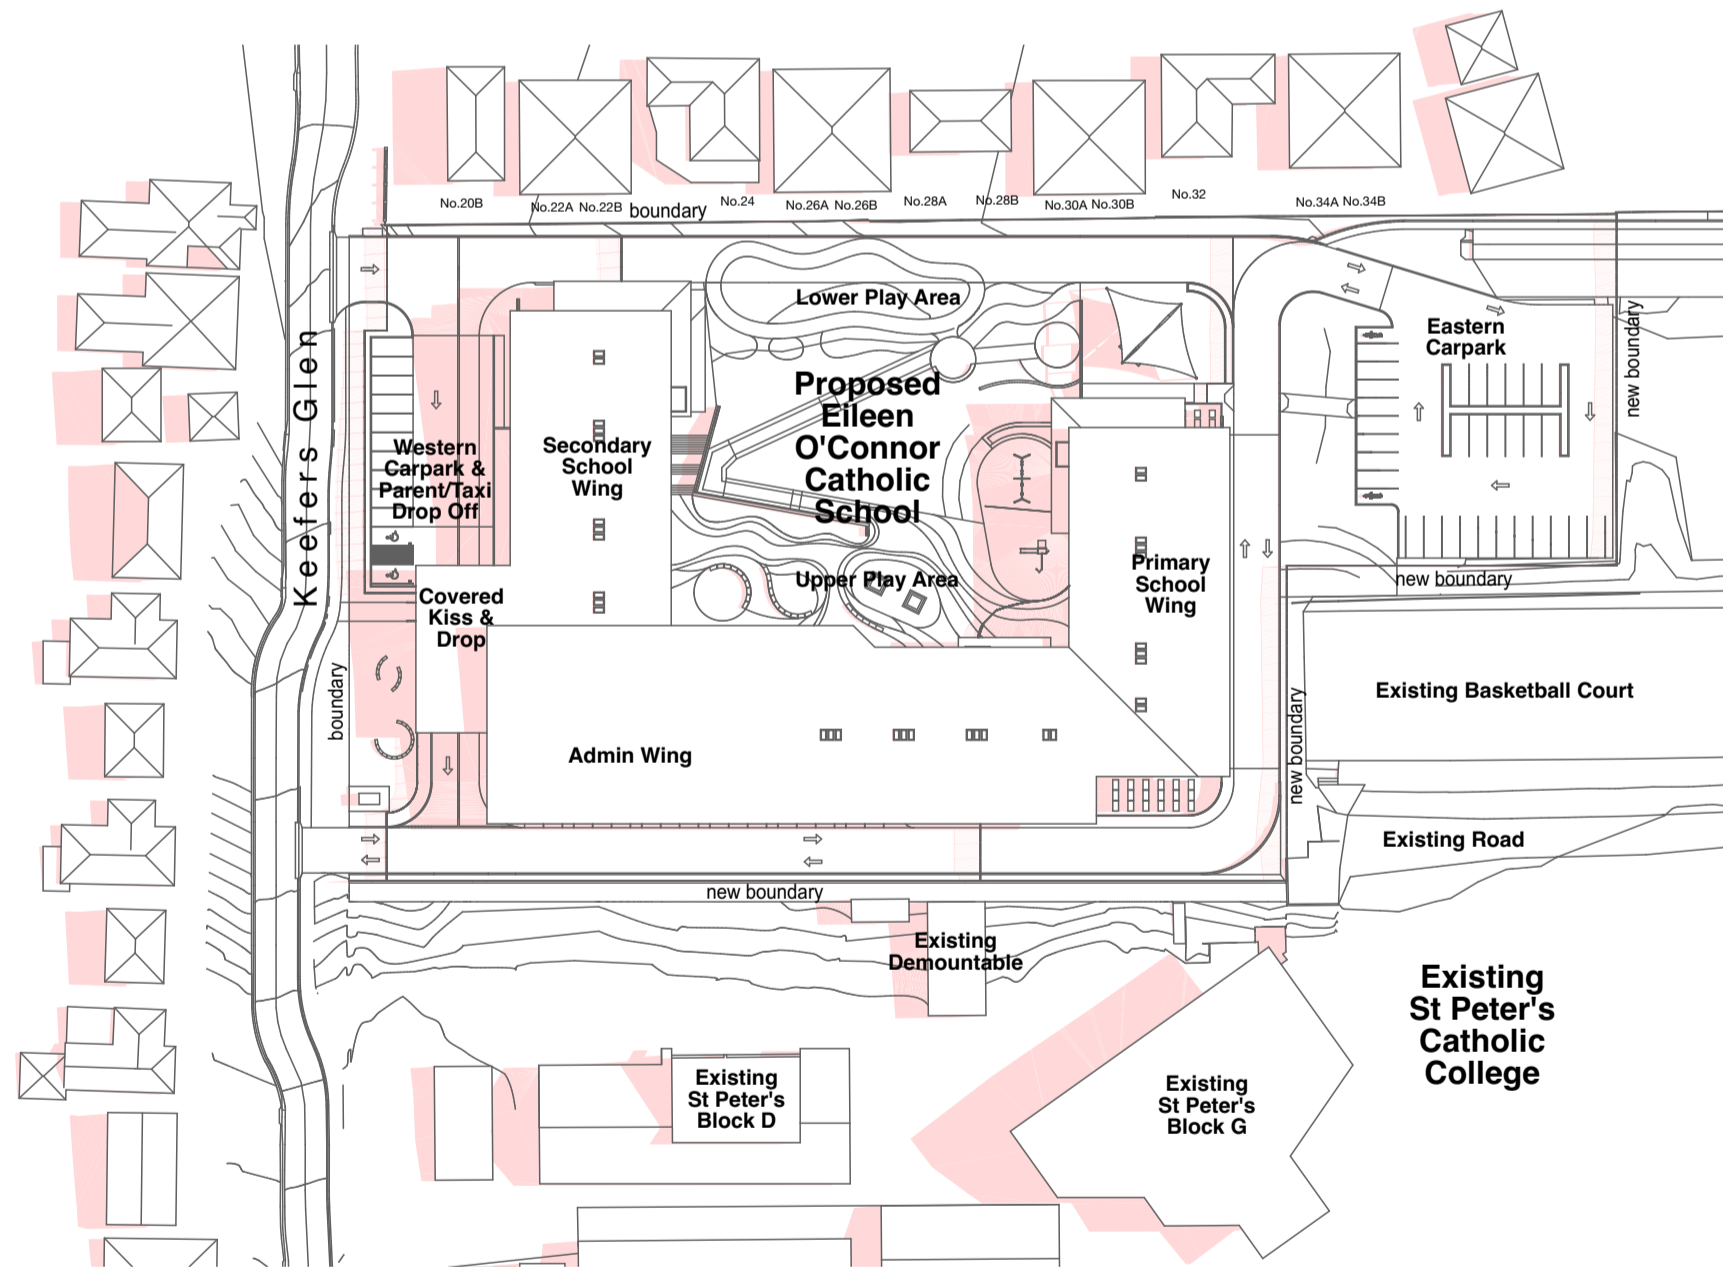 No.20B
No.22A No.22B
boundary
No.24
No.26A No.26B
No.28A
No.28B
No.30A No.30B
No.32
No.34A No.34B
Keefers Glen
Lower Play Area
Eastern
Carpark
new boundary
Proposed
Eileen
O'Connor
Catholic
School
Western
Carpark &
Parent/Taxi
Drop Off
Secondary
School
Wing
Upper Play Area
Primary
School
Wing
new boundary
Covered
Kiss &
Drop
boundary
Existing Basketball Court
new boundary
Admin Wing
Existing Road
new boundary
Existing
Demountable
Existing
St Peter's
Catholic
College
Existing
St Peter's
Block D
Existing
St Peter's
Block G